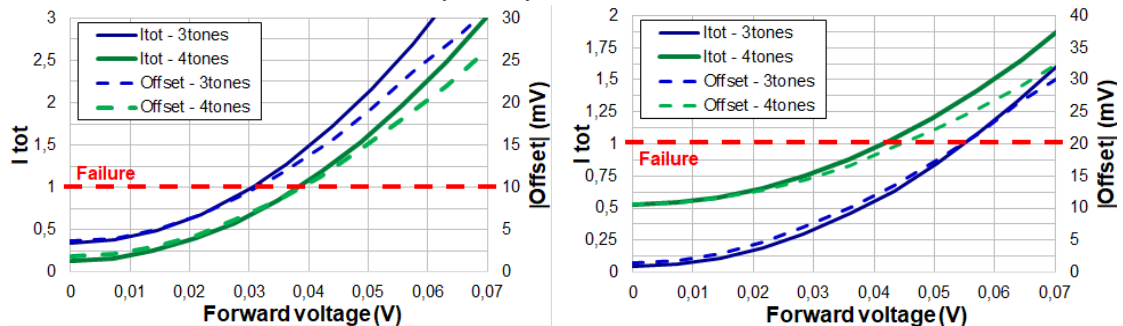 3
2,5
2
1,5
1
0,5
0
I tot
Itot - 3tones
Itot - 4tones
Offset - 3tones
Offset - 4tones
Failure
30
25
20
15
10
5
0
|Offset| (mV)
0 0,01 0,02 0,03 0,04 0,05 0,06 0,07
Forward voltage (V)
2
1,75
1,5
1,25
1
0,75
0,5
0,25
0
I tot
Itot - 3tones
Itot - 4tones
Offset - 3tones
Offset - 4tones
Failure
40
35
30
25
20
15
10
5
0
|Offset| (mV)
0 0,01 0,02 0,03 0,04 0,05 0,06 0,07
Forward voltage (V)